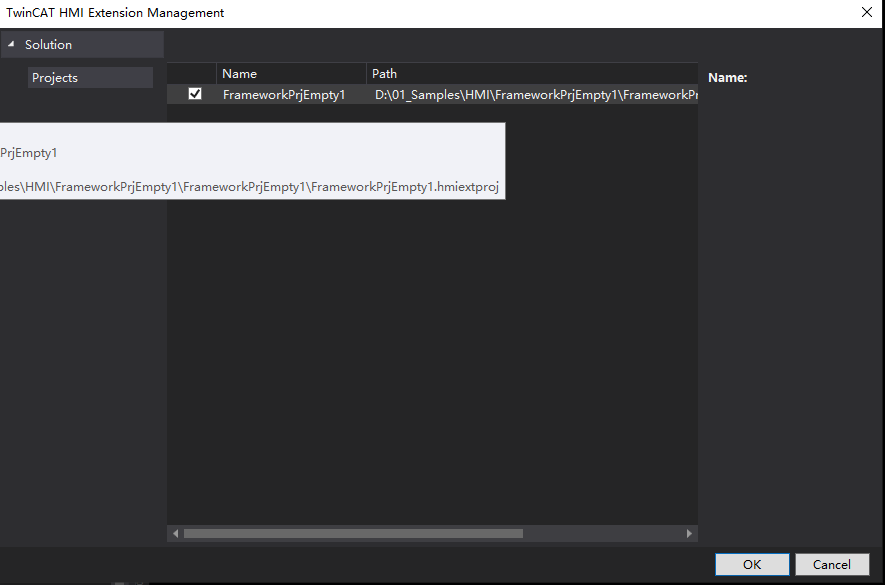 TwinCAT HMI Extension Management
Solution
Projects
Name Path
FrameworkPrjEmpty1 D:\01_Samples\HMI\FrameworkPrjEmpty1\FrameworkPr
Name:
PrjEmpty1
ples\HMI\FrameworkPrjEmpty1\FrameworkPrjEmpty1\FrameworkPrjEmpty1.hmiextproj
OK Cancel